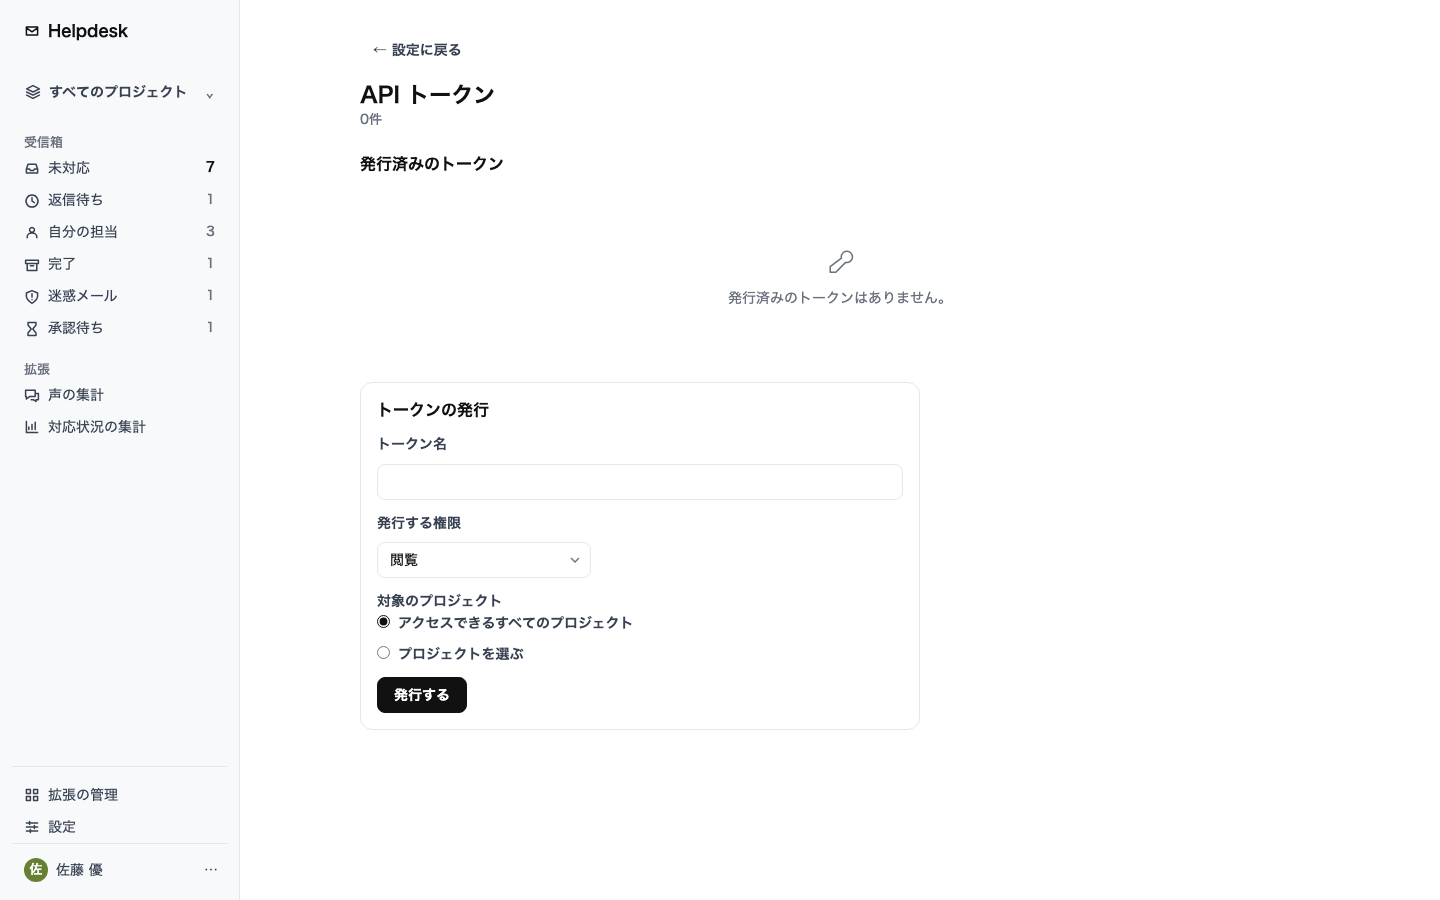 Helpdesk
すべてのプロジェクト
受信箱
未対応 7
返信待ち 1
自分の担当 3
完了 1
迷惑メール 1
承認待ち 1
拡張
声の集計
対応状況の集計
拡張の管理
設定
佐 佐藤 優 …
← 設定に戻る
API トークン
0件
発行済みのトークン
発行済みのトークンはありません。
トークンの発行
トークン名
発行する権限
閲覧
対象のプロジェクト
アクセスできるすべてのプロジェクト
プロジェクトを選ぶ
発行する